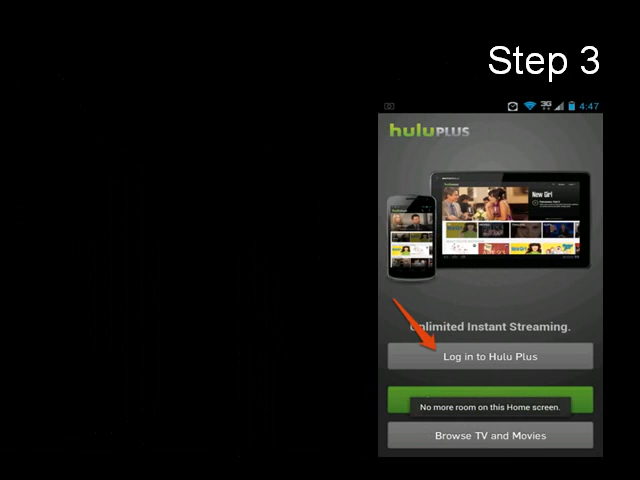 Step 3
3G 4:47
huluPLUS
New Girl
Unlimited Instant Streaming.
Log in to Hulu Plus
No more room on this Home screen.
Browse TV and Movies